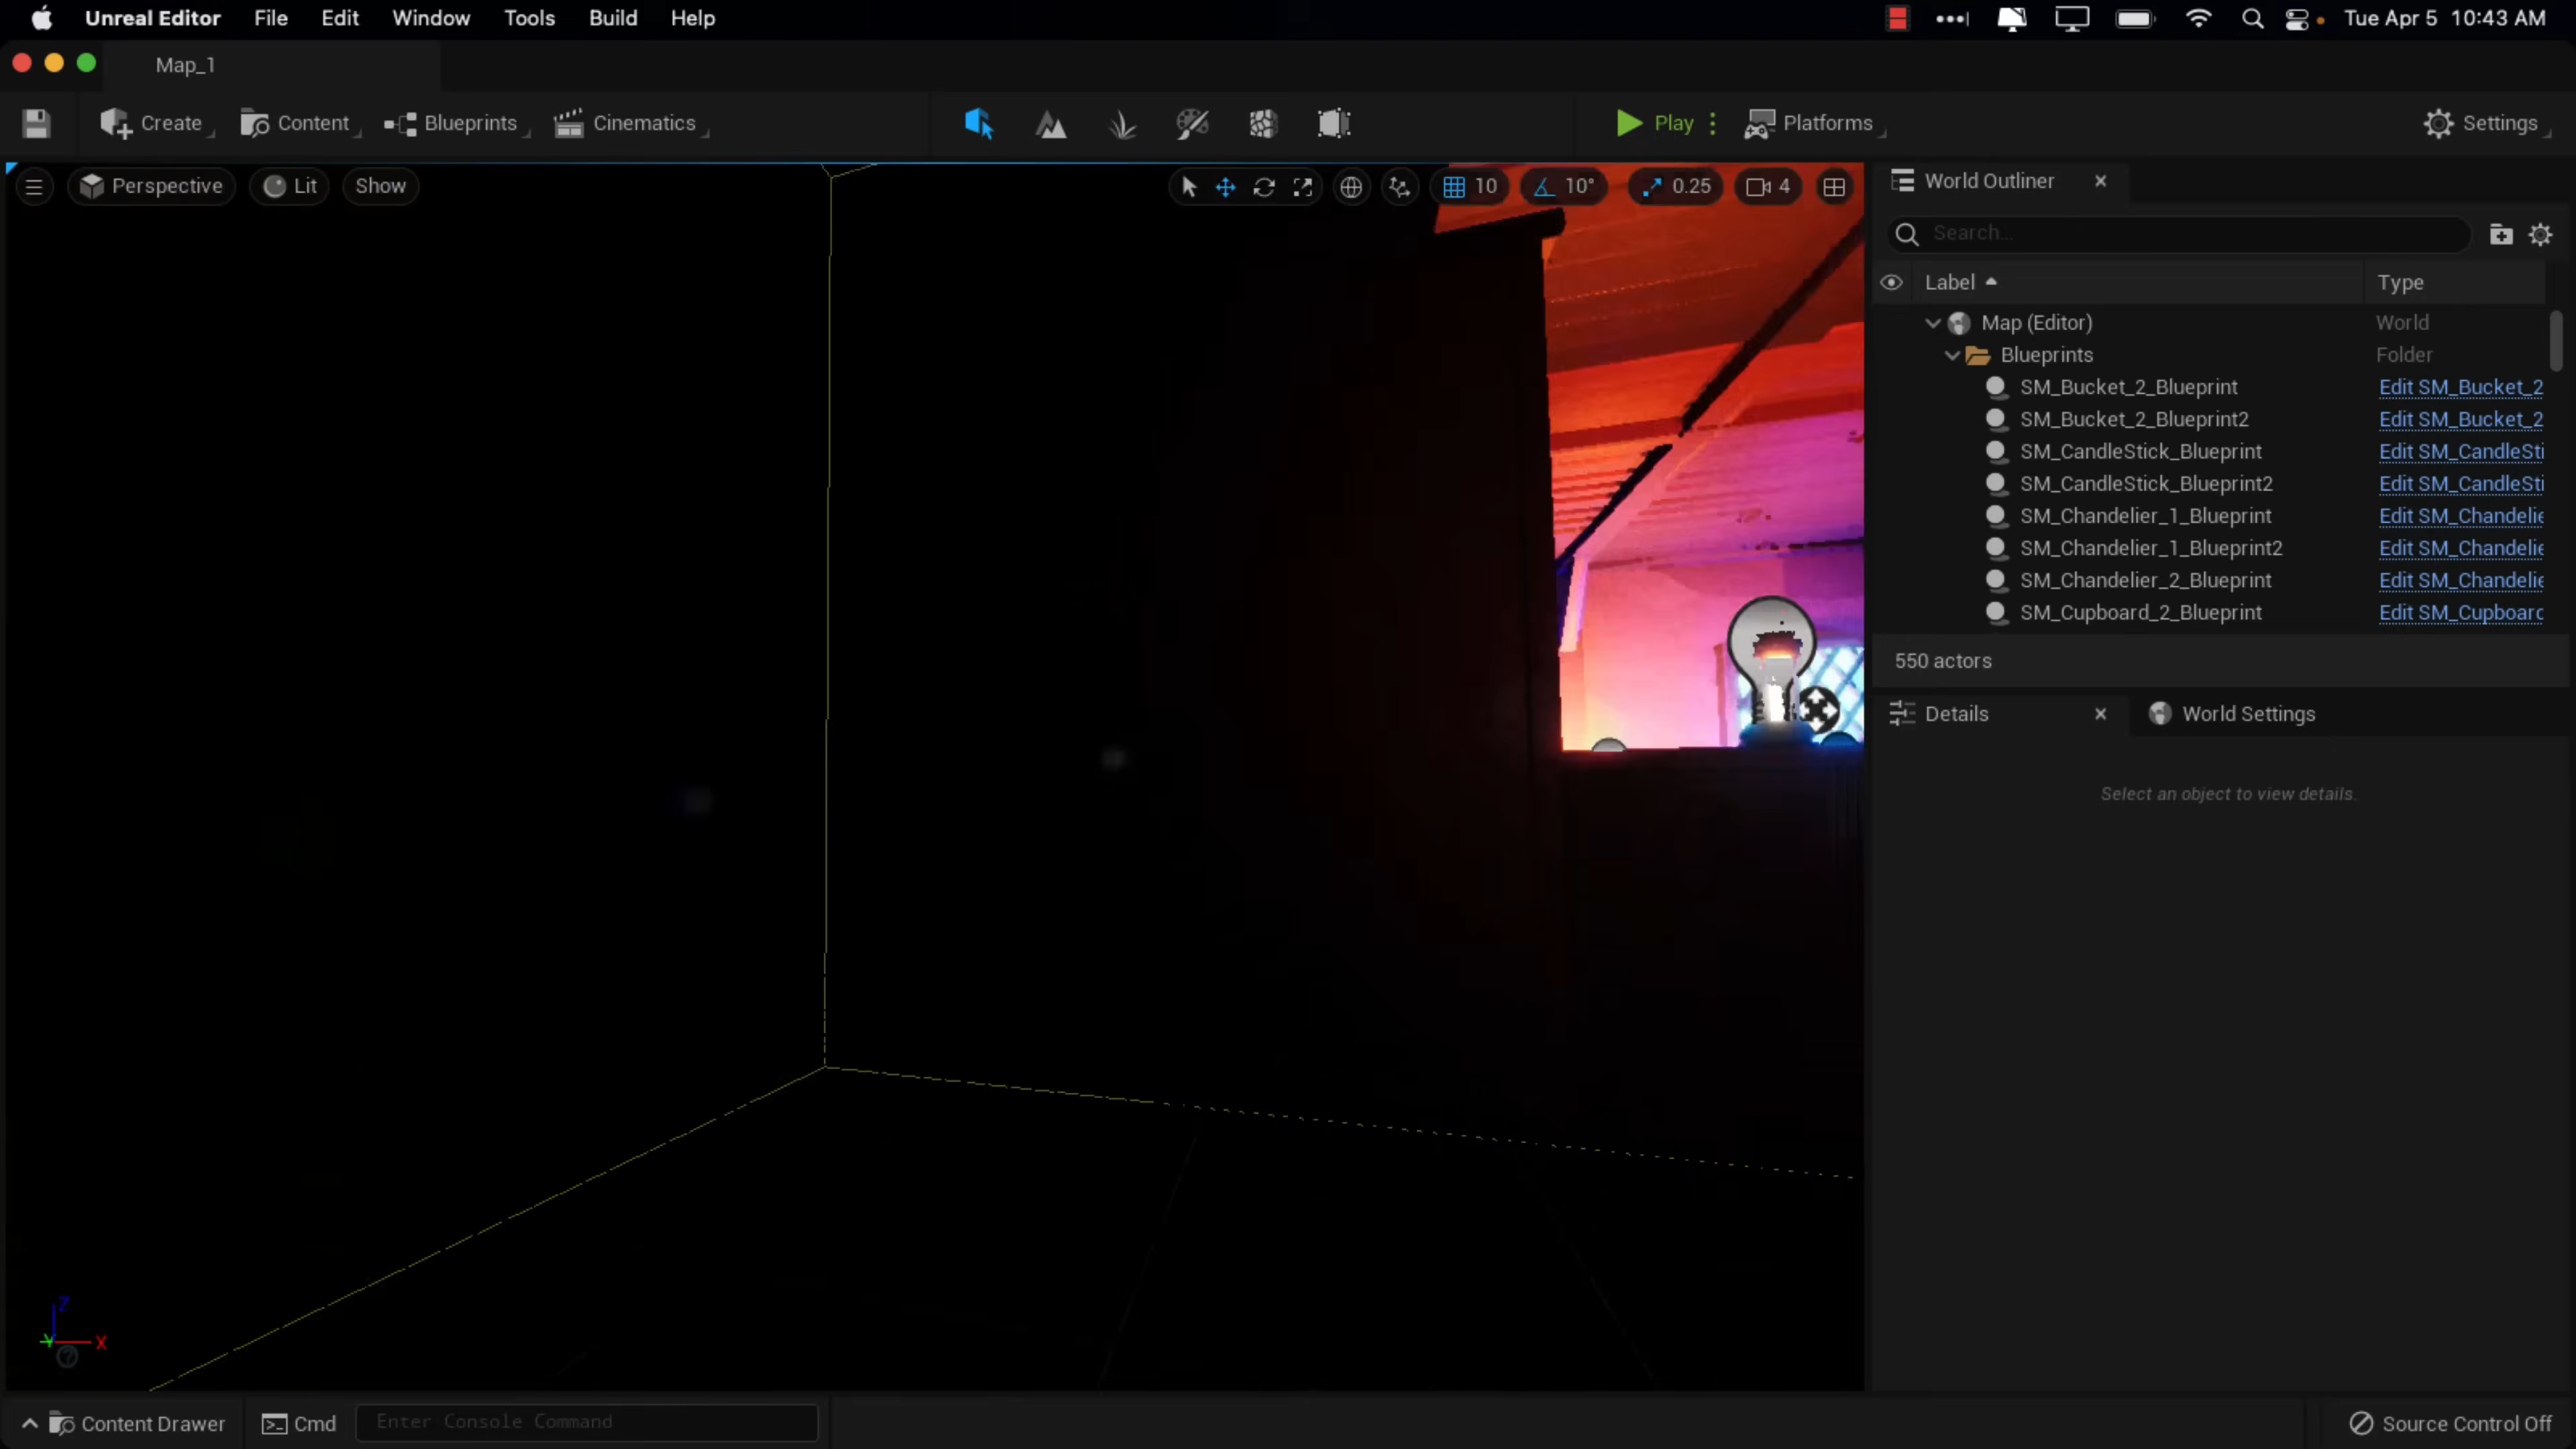 Unreal Editor File Edit Window Tools Build Help Tue Apr 5 10:43 AM
Map_1
Create Content Blueprints Cinematics Play Platforms Settings
Perspective Lit Show 10 10° 0.25 4
World Outliner
Search...
Label Type
Map (Editor) World
Blueprints Folder
SM_Bucket_2_Blueprint Edit SM_Bucket_2
SM_Bucket_2_Blueprint2 Edit SM_Bucket_2
SM_CandleStick_Blueprint Edit SM_CandleSti
SM_CandleStick_Blueprint2 Edit SM_CandleSti
SM_Chandelier_1_Blueprint Edit SM_Chandelie
SM_Chandelier_1_Blueprint2 Edit SM_Chandelie
SM_Chandelier_2_Blueprint Edit SM_Chandelie
SM_Cupboard_2_Blueprint Edit SM_Cupboard
550 actors
Details World Settings
Select an object to view details.
Z
Y X
Content Drawer Cmd Enter Console Command Source Control Off